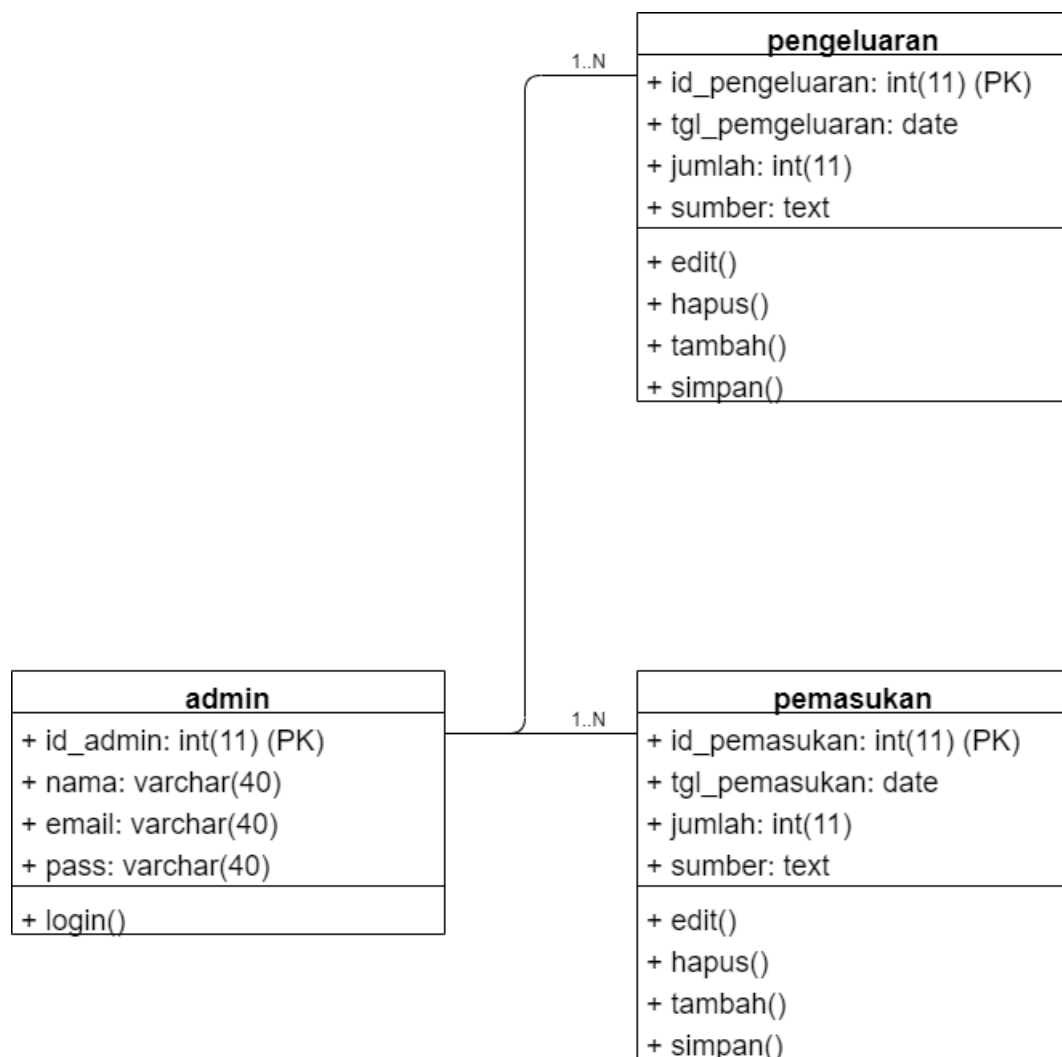 pengeluaran
1..N
+ id_pengeluaran: int(11) (PK)
+ tgl_pemgeluaran: date
+ jumlah: int(11)
+ sumber: text
+ edit()
+ hapus()
+ tambah()
+ simpan()
admin
+ id_admin: int(11) (PK)
+ nama: varchar(40)
+ email: varchar(40)
+ pass: varchar(40)
+ login()
1..N
pemasukan
+ id_pemasukan: int(11) (PK)
+ tgl_pemasukan: date
+ jumlah: int(11)
+ sumber: text
+ edit()
+ hapus()
+ tambah()
+ simpan()